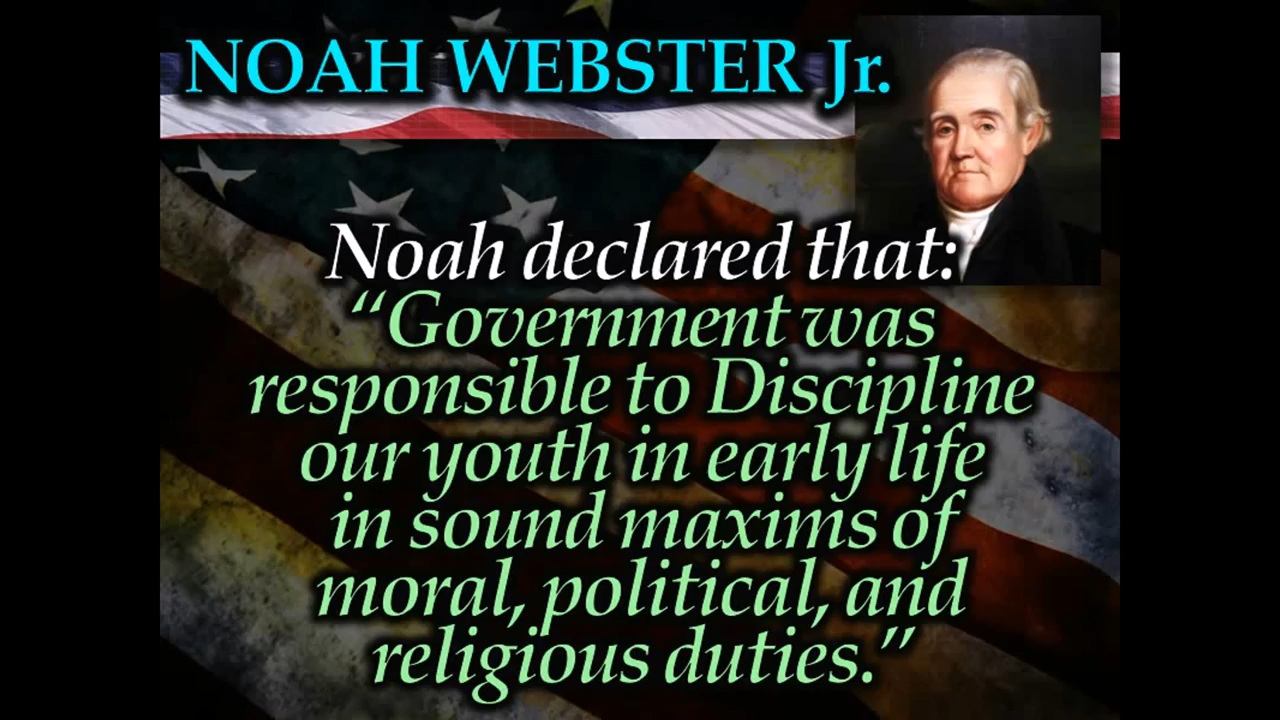 NOAH WEBSTER Jr.
Noah declared that:
“Government was
responsible to Discipline
our youth in early life
in sound maxims of
moral, political, and
religious duties.”